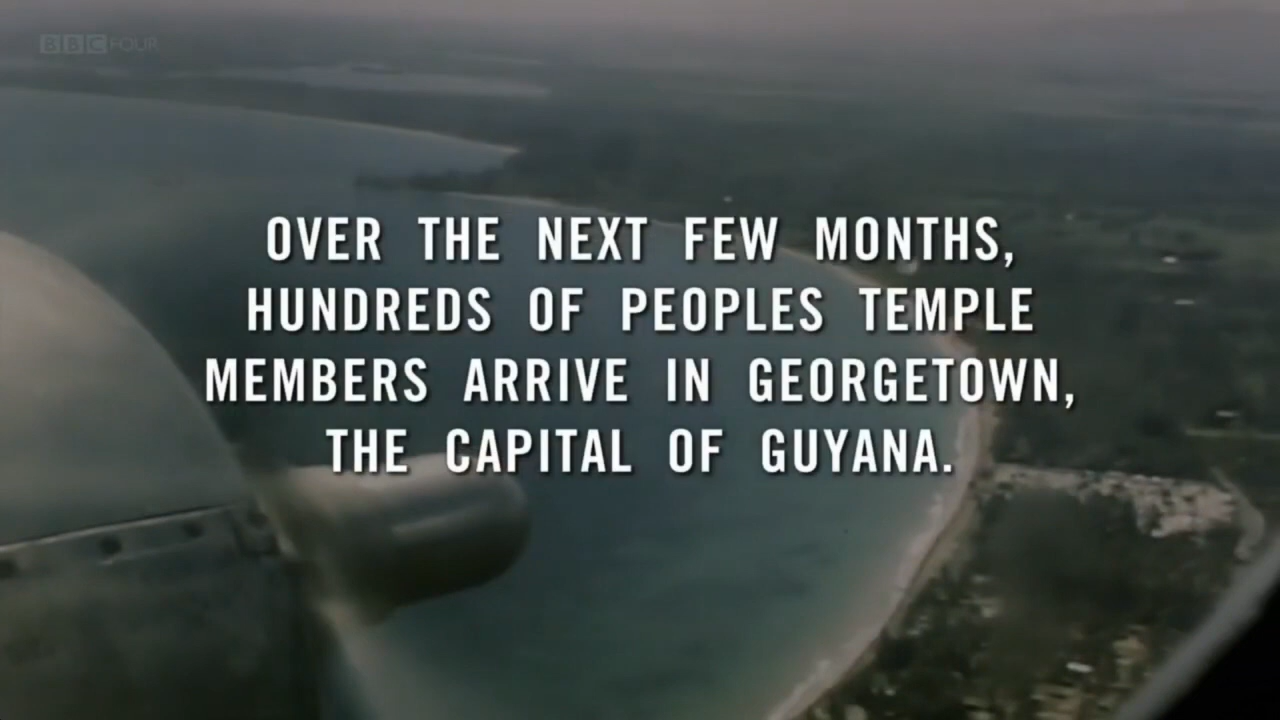 BBC FOUR
OVER THE NEXT FEW MONTHS,
HUNDREDS OF PEOPLES TEMPLE
MEMBERS ARRIVE IN GEORGETOWN,
THE CAPITAL OF GUYANA.